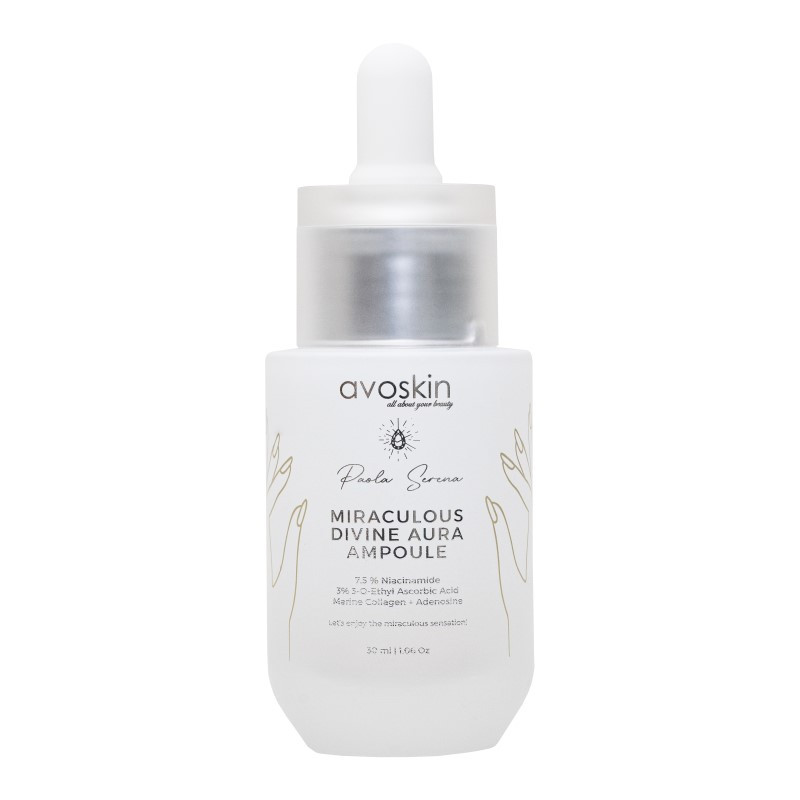 avoskin
all about your beauty
Paola Serena
MIRACULOUS
DIVINE AURA
AMPOULE
7.5 % Niacinamide
3% 3-O-Ethyl Ascorbic Acid
Marine Collagen + Adenosine
Let's enjoy the miraculous sensation!
30 ml | 1.06 Oz